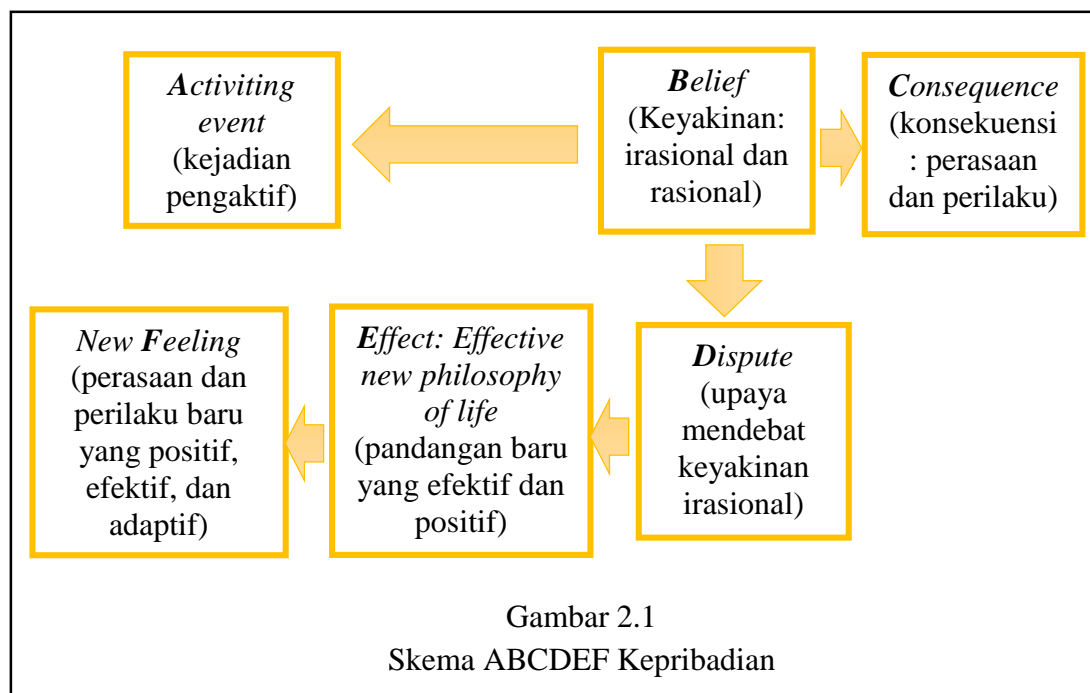 Activiting
event
(kejadian
pengaktif)
Belief
(Keyakinan:
irasional dan
rasional)
Consequence
(konsekuensi
: perasaan
dan perilaku)
New Feeling
(perasaan dan
perilaku baru
yang positif,
efektif, dan
adaptif)
Effect: Effective
new philosophy
of life
(pandangan baru
yang efektif dan
positif)
Dispute
(upaya
mendebat
keyakinan
irasional)
Gambar 2.1
Skema ABCDEF Kepribadian